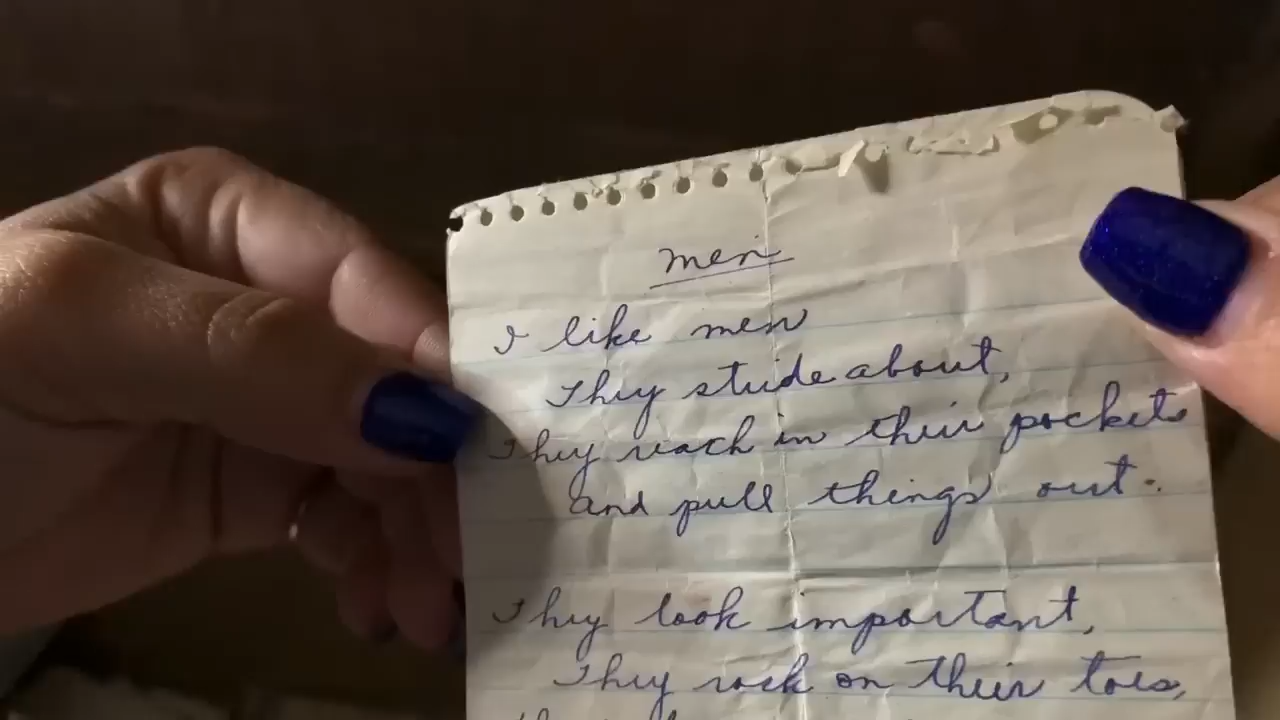 Men
I like men
They stride about,
They reach in their pockets
and pull things out.
They look important,
They rock on their toes,